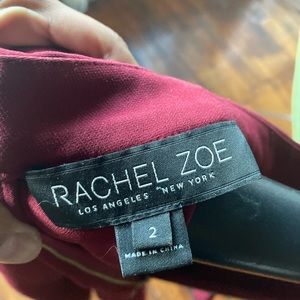 RACHEL ZOE
LOS ANGELES NEW YORK
2
MADE IN CHINA